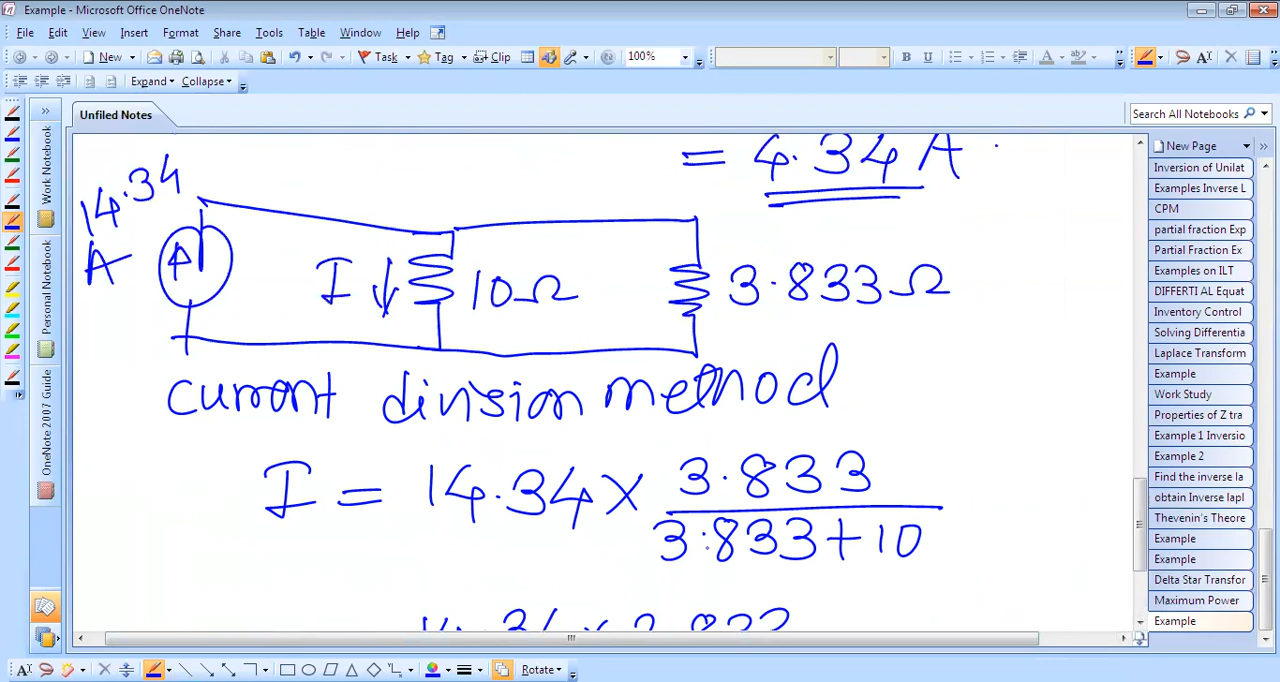 Example - Microsoft Office OneNote
File Edit View Insert Format Share Tools Table Window Help
New Task Tag Clip 100% B U A A
Expand Collapse
Unfiled Notes
Search All Notebooks
Work Notebook
Personal Notebook
OneNote 2007 Guide
= 4.34 A
14.34
A
I 10Ω 3.833Ω
current division method
I = 14.34 × 3.833
3.833 + 10
New Page
Inversion of Unilat
Examples Inverse L
CPM
partial fraction Exp
Partial Fraction Ex
Examples on ILT
DIFFERTI AL Equat
Inventory Control
Solving Differentia
Laplace Transform
Example
Work Study
Properties of Z tra
Example 1 Inversio
Example 2
Find the inverse la
obtain Inverse lapl
Thevenin's Theore
Example
Example
Delta Star Transfor
Maximum Power
Example
A Rotate